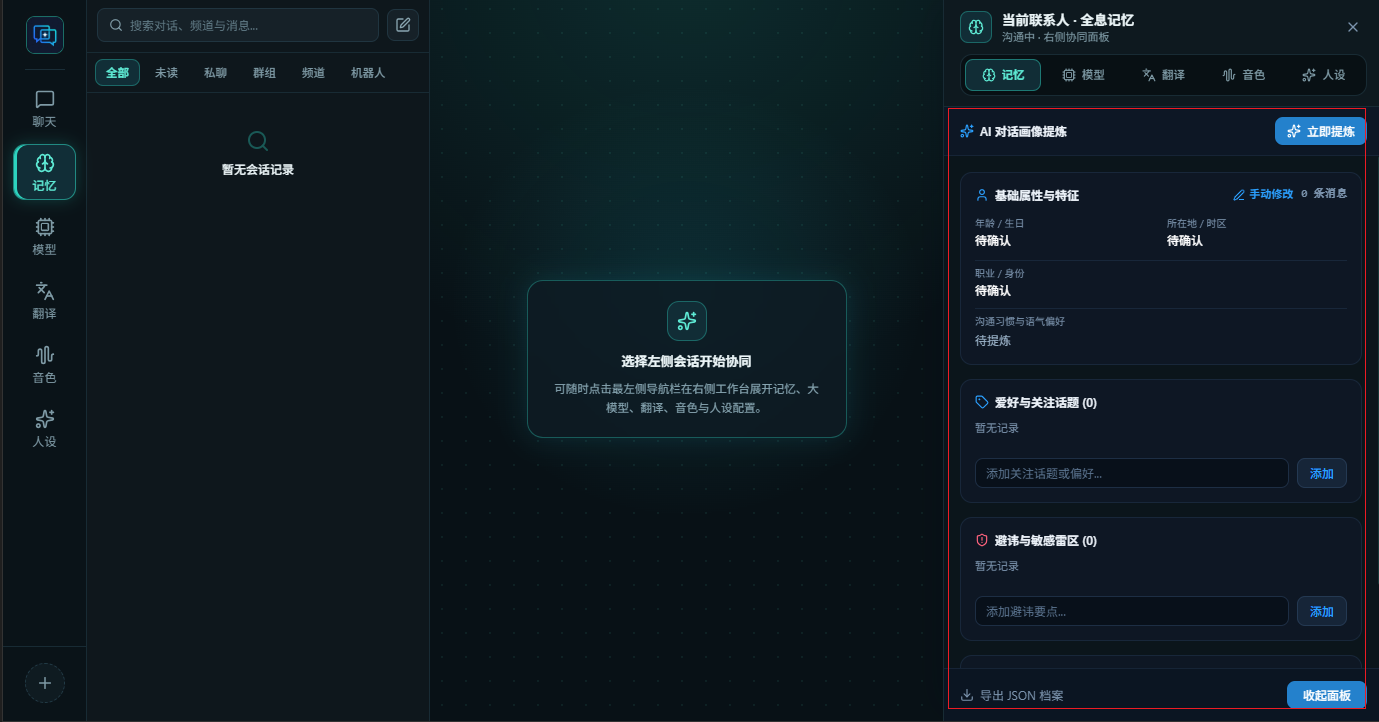 聊天
记忆
模型
翻译
音色
人设
搜索对话、频道与消息...
全部 未读 私聊 群组 频道 机器人
暂无会话记录
选择左侧会话开始协同
可随时点击最左侧导航栏在右侧工作台展开记忆、大
模型、翻译、音色与人设配置。
当前联系人 · 全息记忆
沟通中 · 右侧协同面板
记忆 模型 翻译 音色 人设
AI 对话画像提炼 立即提炼
基础属性与特征 手动修改 0 条消息
年龄 / 生日 所在地 / 时区
待确认 待确认
职业 / 身份
待确认
沟通习惯与语气偏好
待提炼
爱好与关注话题 (0)
暂无记录
添加关注话题或偏好... 添加
避讳与敏感雷区 (0)
暂无记录
添加避讳要点... 添加
导出 JSON 档案 收起面板